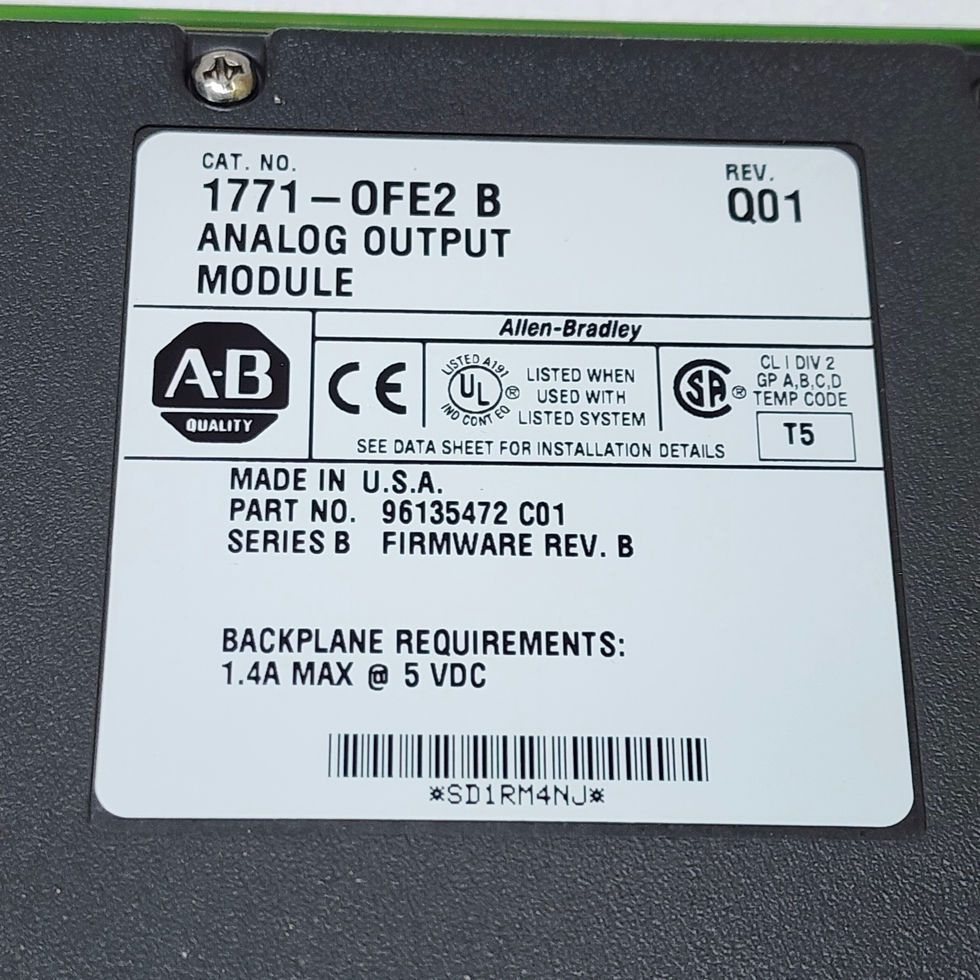 CAT. NO.
1771-OFE2 B
REV.
Q01
ANALOG OUTPUT
MODULE
Allen-Bradley
A-B
QUALITY
CE
LISTED A191
UL ®
IND CONT EQ
LISTED WHEN
USED WITH
LISTED SYSTEM
SA ®
CL I DIV 2
GP A,B,C,D
TEMP CODE
T5
SEE DATA SHEET FOR INSTALLATION DETAILS
MADE IN U.S.A.
PART NO. 96135472 C01
SERIES B FIRMWARE REV. B
BACKPLANE REQUIREMENTS:
1.4A MAX @ 5 VDC
*SD1RM4NJ*